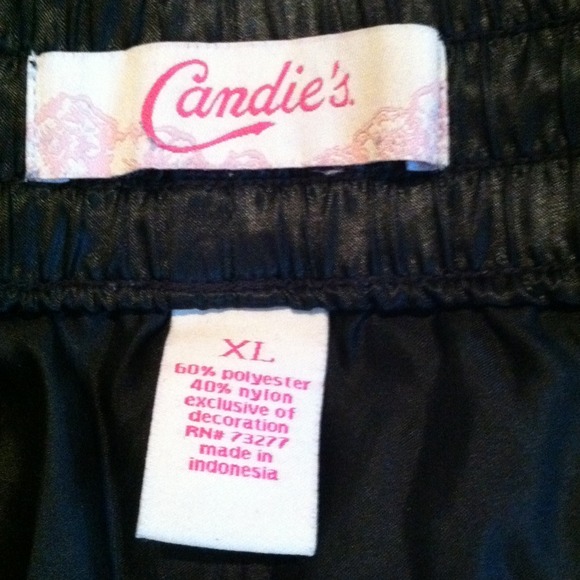 Candie's.
XL
60% polyester
40% nylon
exclusive of
decoration
RN# 73277
made in
indonesia